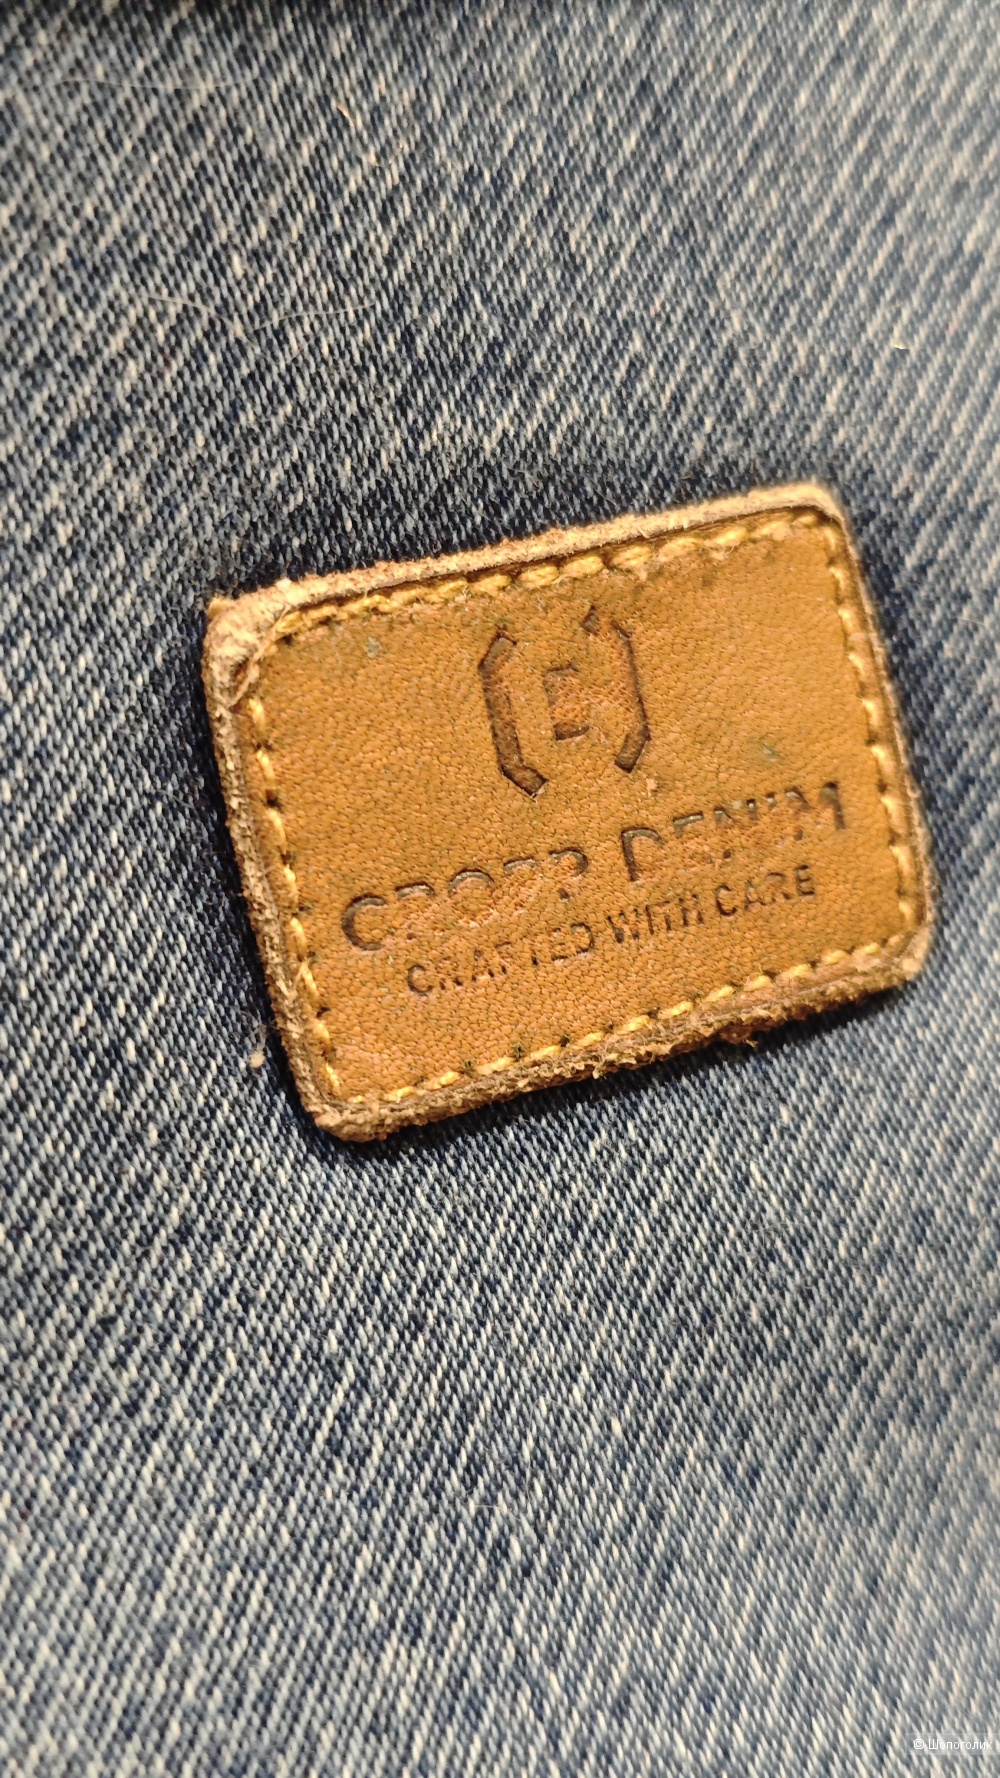 CROPP DENIM
CRAFTED WITH CARE
© Шопоголик